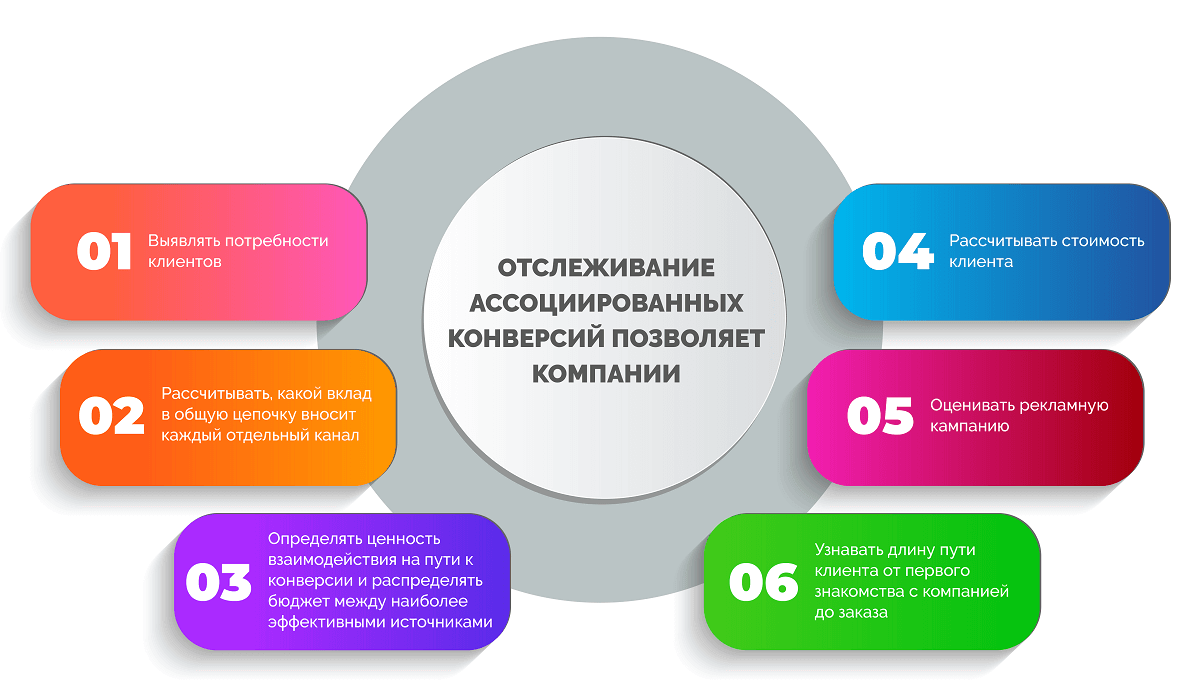 ОТСЛЕЖИВАНИЕ
АССОЦИИРОВАННЫХ
КОНВЕРСИЙ ПОЗВОЛЯЕТ
КОМПАНИИ
01
Выявлять потребности
клиентов
02
Рассчитывать, какой вклад
в общую цепочку вносит
каждый отдельный канал
03
Определять ценность
взаимодействия на пути к
конверсии и распределять
бюджет между наиболее
эффективными источниками
04
Рассчитывать стоимость
клиента
05
Оценивать рекламную
кампанию
06
Узнавать длину пути
клиента от первого
знакомства с компанией
до заказа